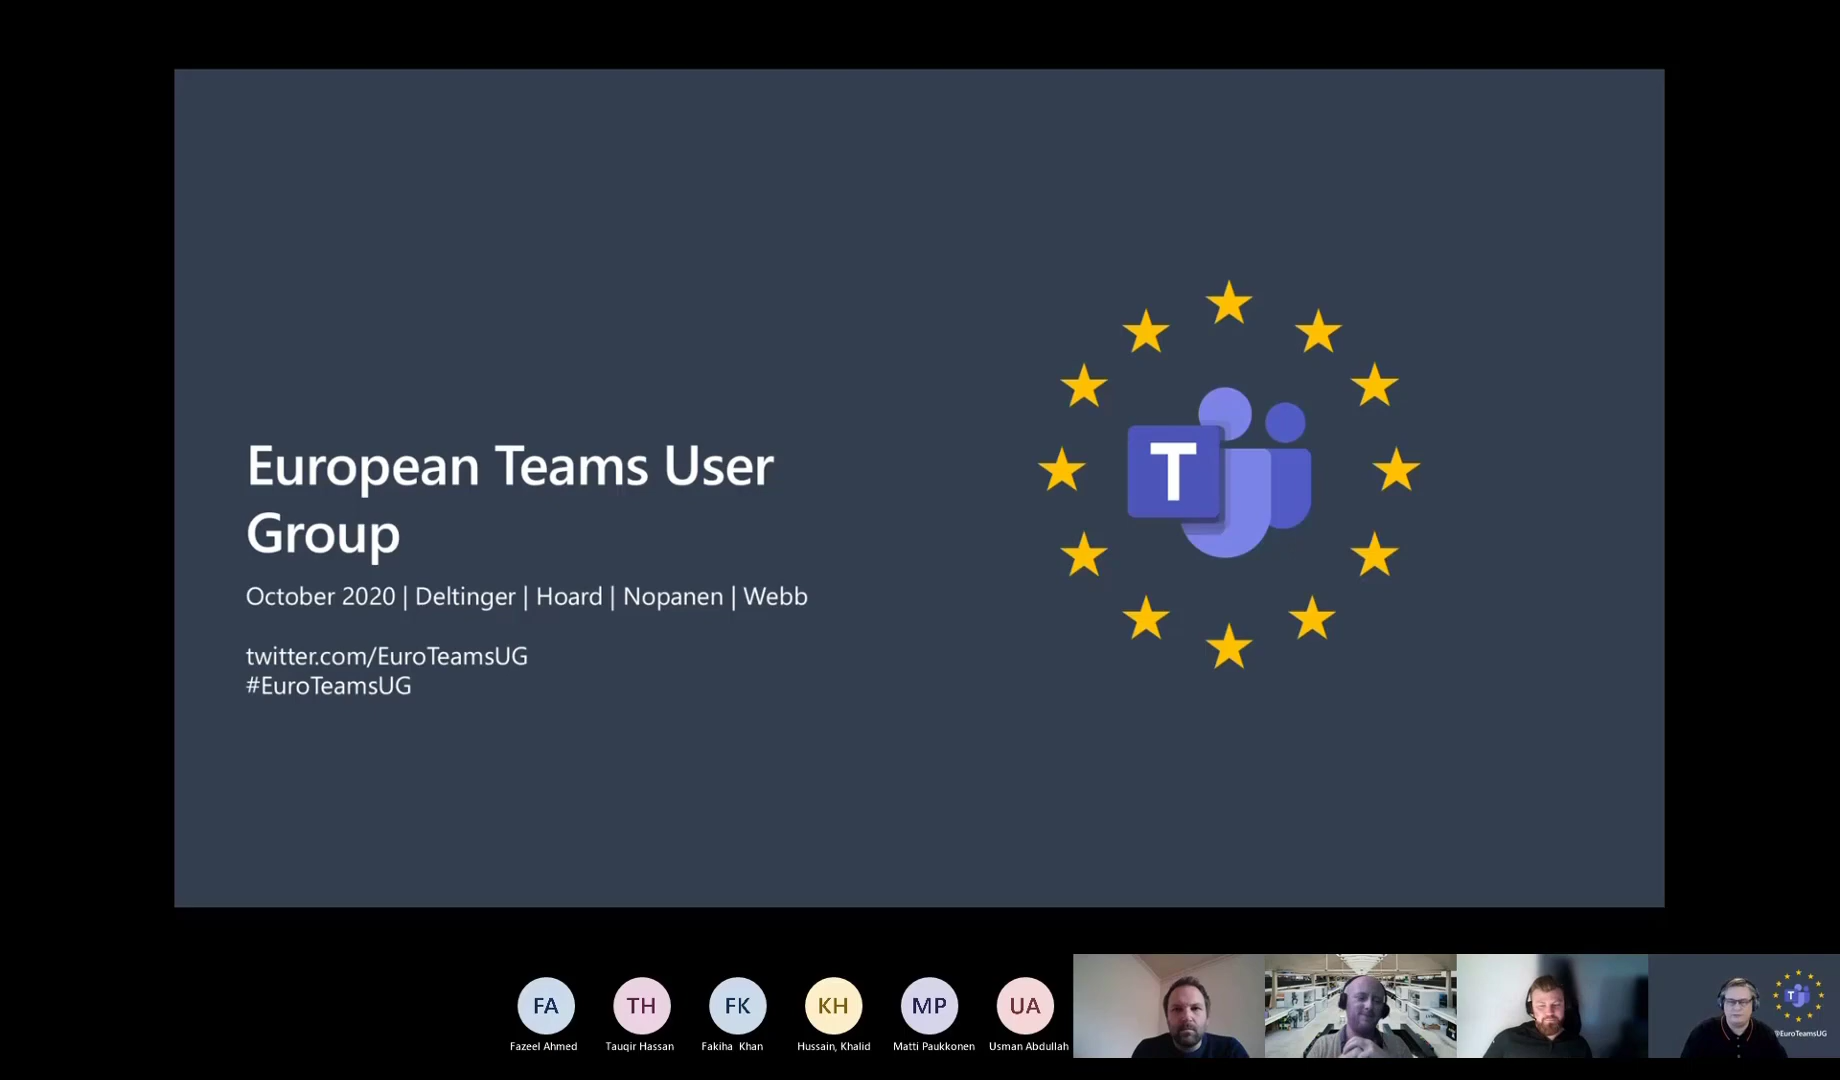 European Teams User
Group
October 2020 | Deltinger | Hoard | Nopanen | Webb
twitter.com/EuroTeamsUG
#EuroTeamsUG
T
FA
TH
FK
KH
MP
UA
Fazeel Ahmed
Tauqir Hassan
Fakiha Khan
Hussain, Khalid
Matti Paukkonen
Usman Abdullah
T
@EuroTeamsUG